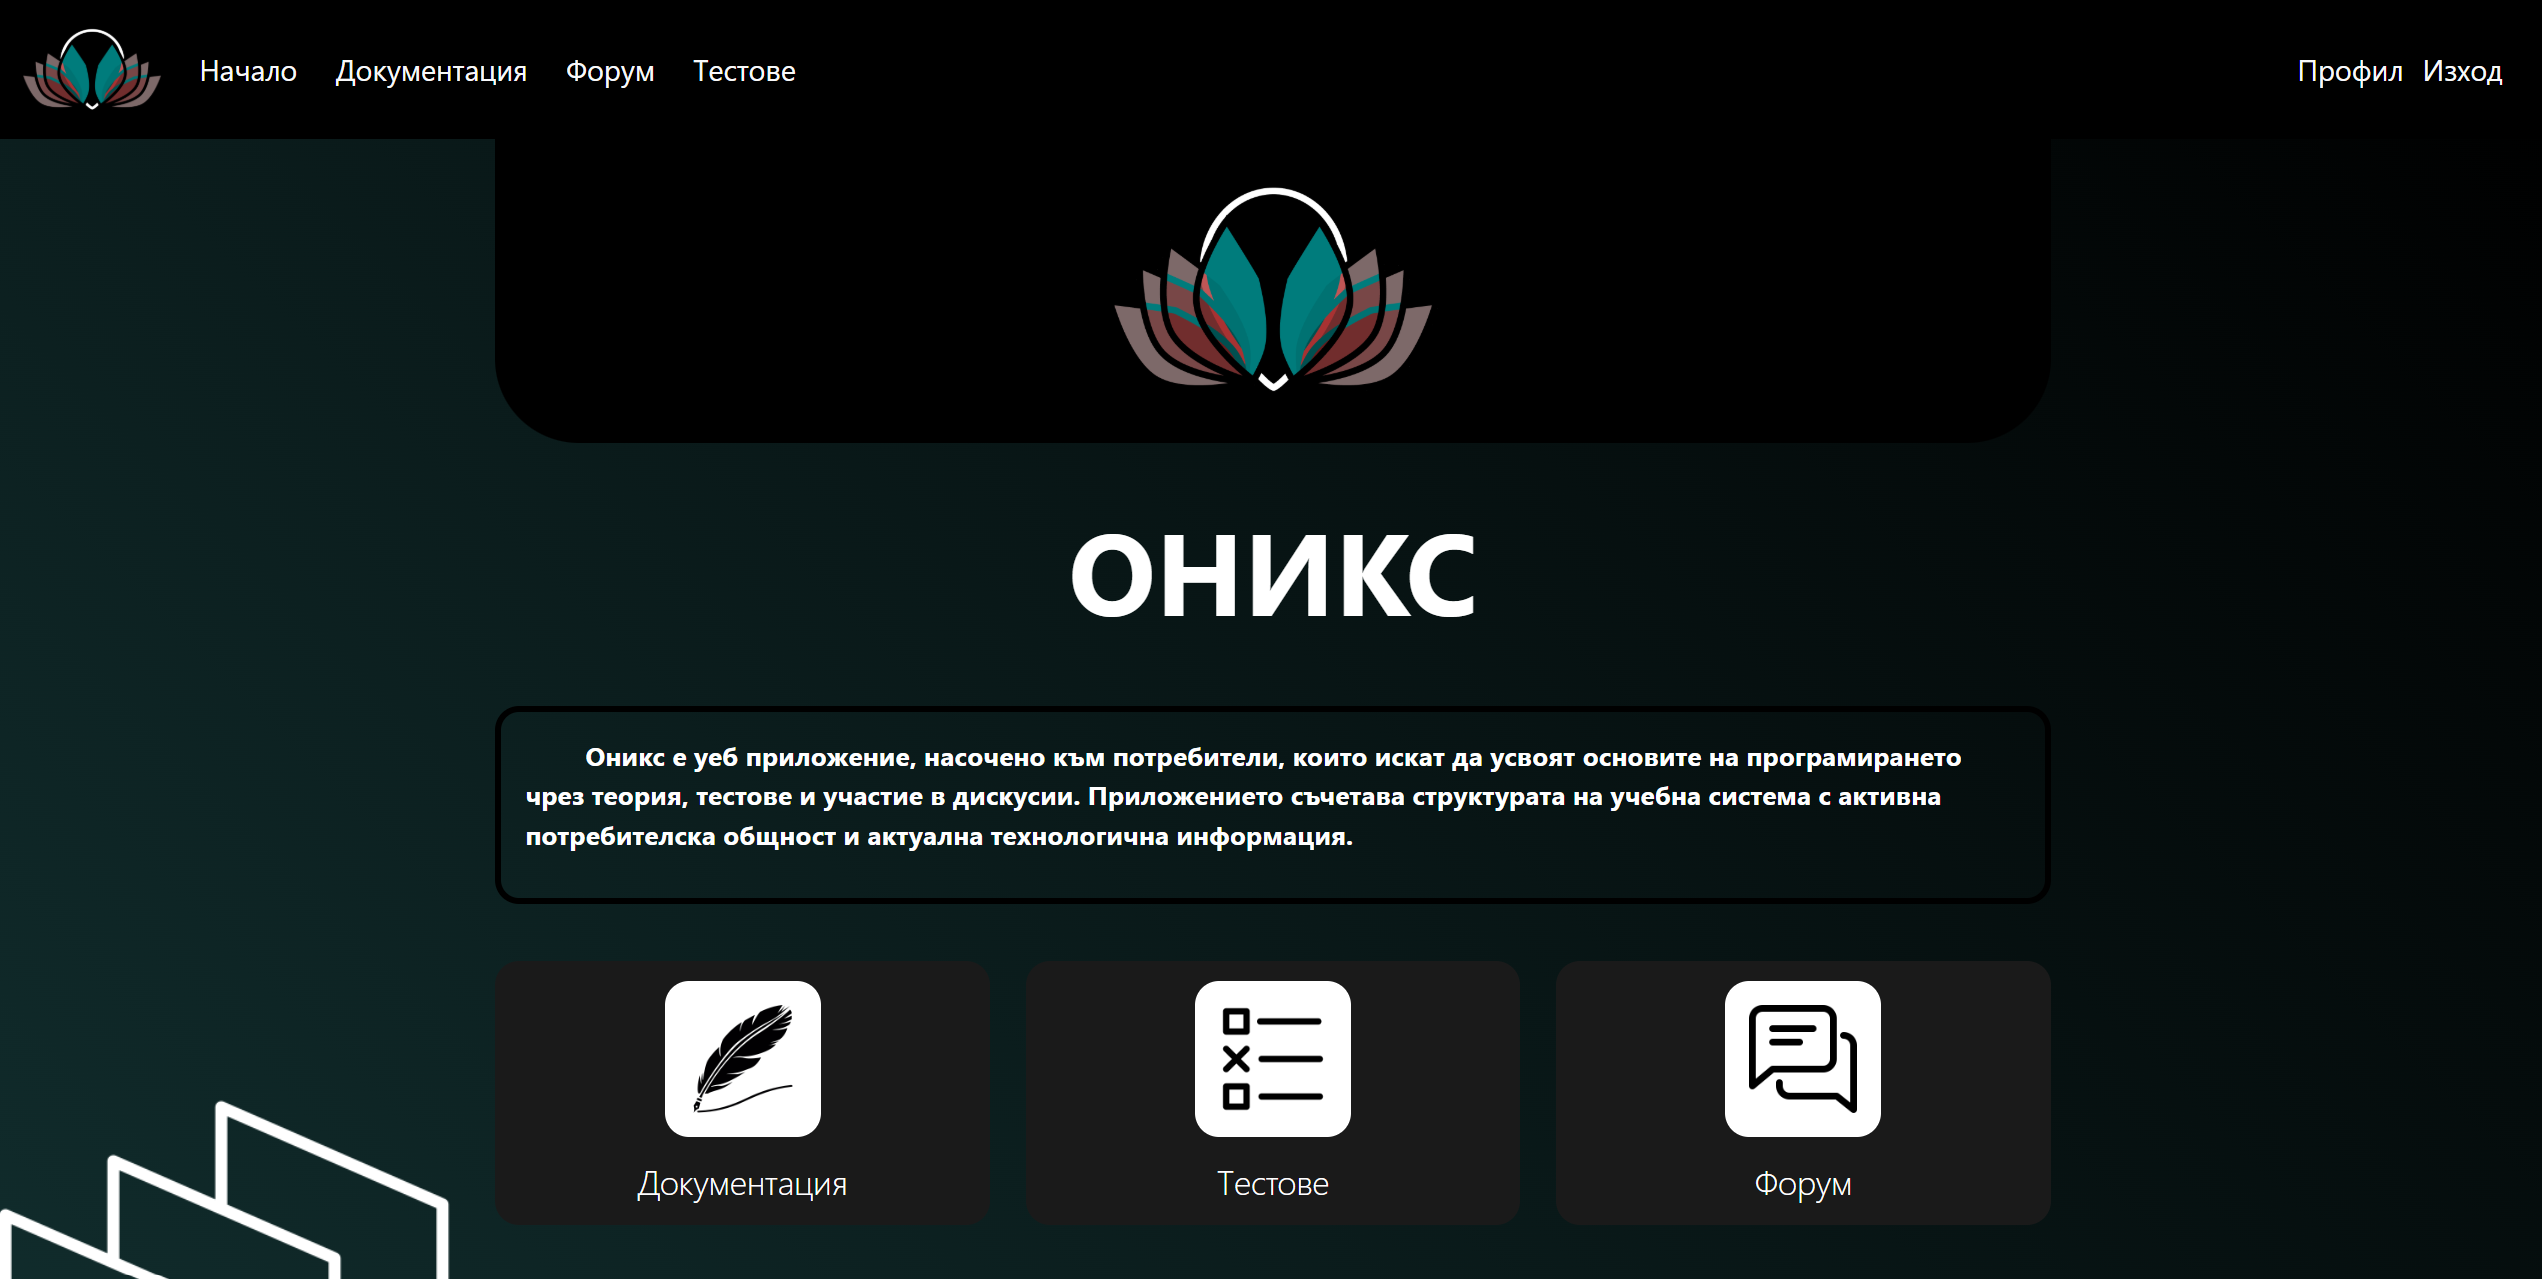 Начало Документация Форум Тестове Профил Изход
ОНИКС
Оникс е уеб приложение, насочено към потребители, които искат да усвоят основите на програмирането
чрез теория, тестове и участие в дискусии. Приложението съчетава структурата на учебна система с активна
потребителска общност и актуална технологична информация.
Документация Тестове Форум